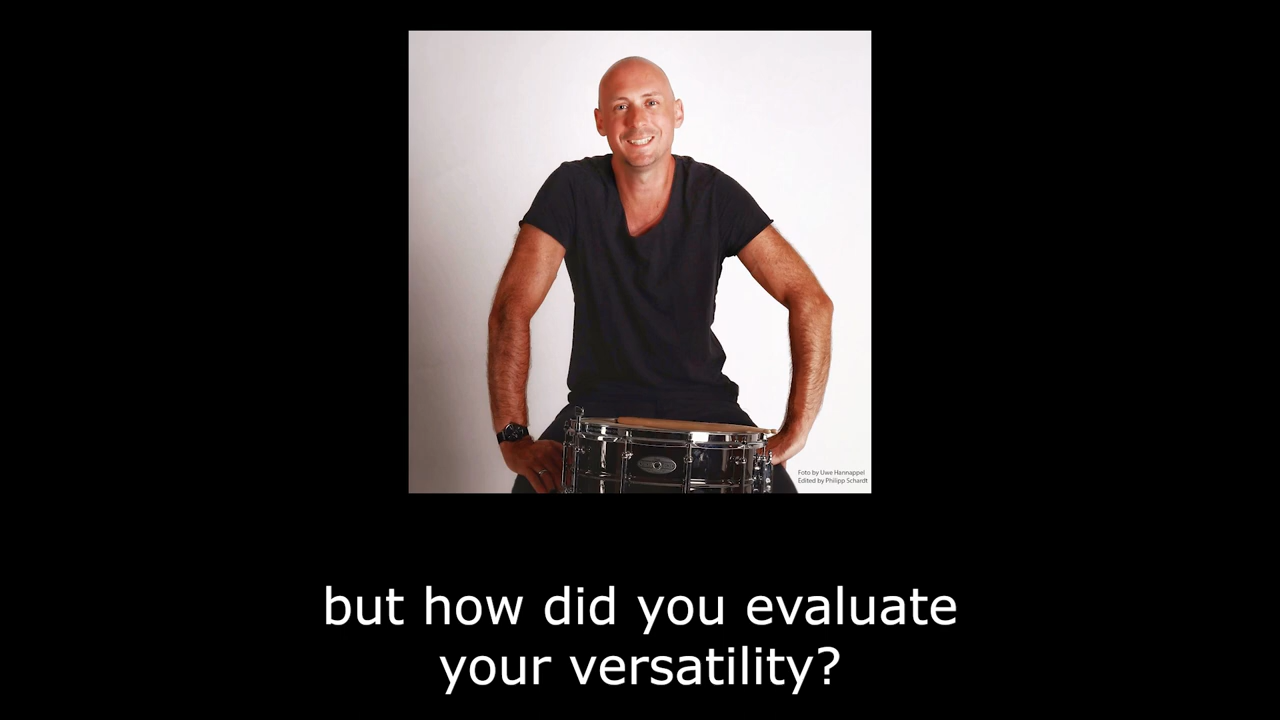 Foto by Uwe Hannappel
Edited by Philipp Schardt
but how did you evaluate
your versatility?